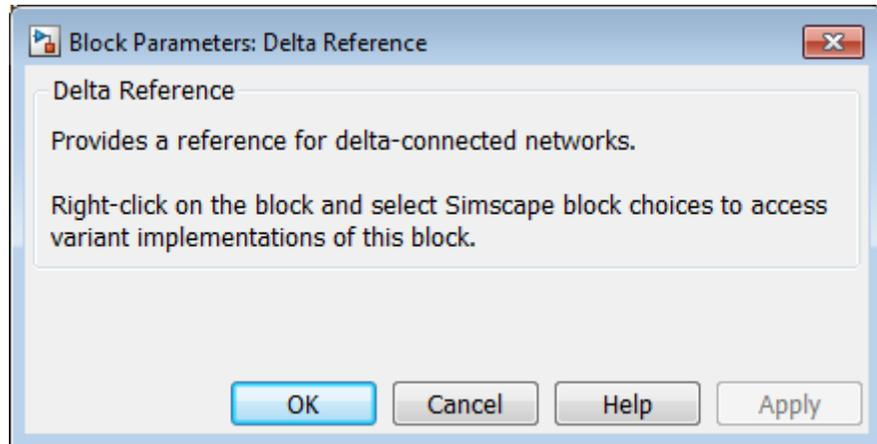 Block Parameters: Delta Reference
Delta Reference
Provides a reference for delta-connected networks.
Right-click on the block and select Simscape block choices to access
variant implementations of this block.
OK Cancel Help Apply